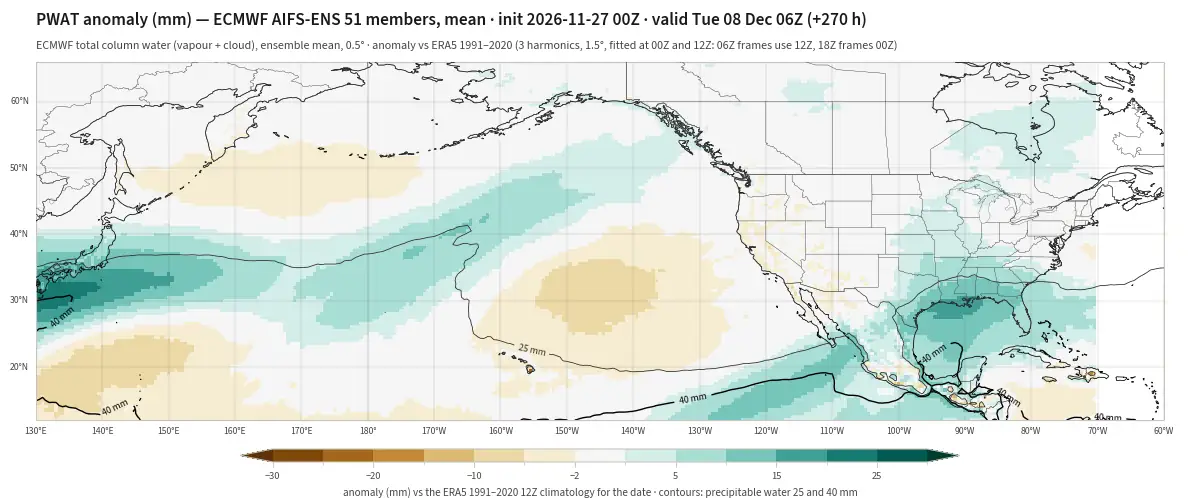 PWAT anomaly (mm) — ECMWF AIFS-ENS 51 members, mean · init 2026-11-27 00Z · valid Tue 08 Dec 06Z (+270 h)
ECMWF total column water (vapour + cloud), ensemble mean, 0.5° · anomaly vs ERA5 1991–2020 (3 harmonics, 1.5°, fitted at 00Z and 12Z: 06Z frames use 12Z, 18Z frames 00Z)
60°N
50°N
40°N
30°N
20°N
40 mm
40 mm
25 mm
40 mm
40 mm
40 mm
40 mm
130°E 140°E 150°E 160°E 170°E 180° 170°W 160°W 150°W 140°W 130°W 120°W 110°W 100°W 90°W 80°W 70°W 60°W
−30 −20 −10 −2 5 15 25
anomaly (mm) vs the ERA5 1991–2020 12Z climatology for the date · contours: precipitable water 25 and 40 mm